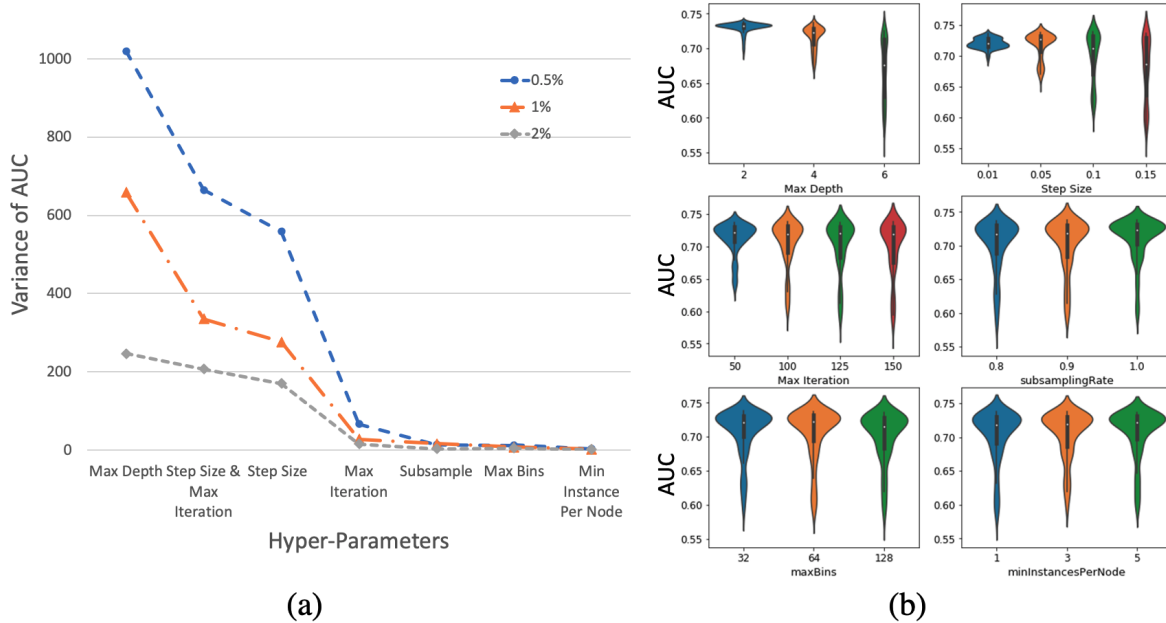 1000
800
600
400
200
0
Variance of AUC
0.5%
1%
2%
Max Depth
Step Size &
Max
Iteration
Step Size
Max
Iteration
Subsample
Max Bins
Min
Instance
Per Node
Hyper-Parameters
(a)
AUC
0.75
0.70
0.65
0.60
0.55
2
4
6
Max Depth
0.75
0.70
0.65
0.60
0.55
0.01
0.05
0.1
0.15
Step Size
AUC
0.75
0.70
0.65
0.60
0.55
50
100
125
150
Max Iteration
0.75
0.70
0.65
0.60
0.55
0.8
0.9
1.0
subsamplingRate
AUC
0.75
0.70
0.65
0.60
0.55
32
64
128
maxBins
0.75
0.70
0.65
0.60
0.55
1
3
5
minInstancesPerNode
(b)